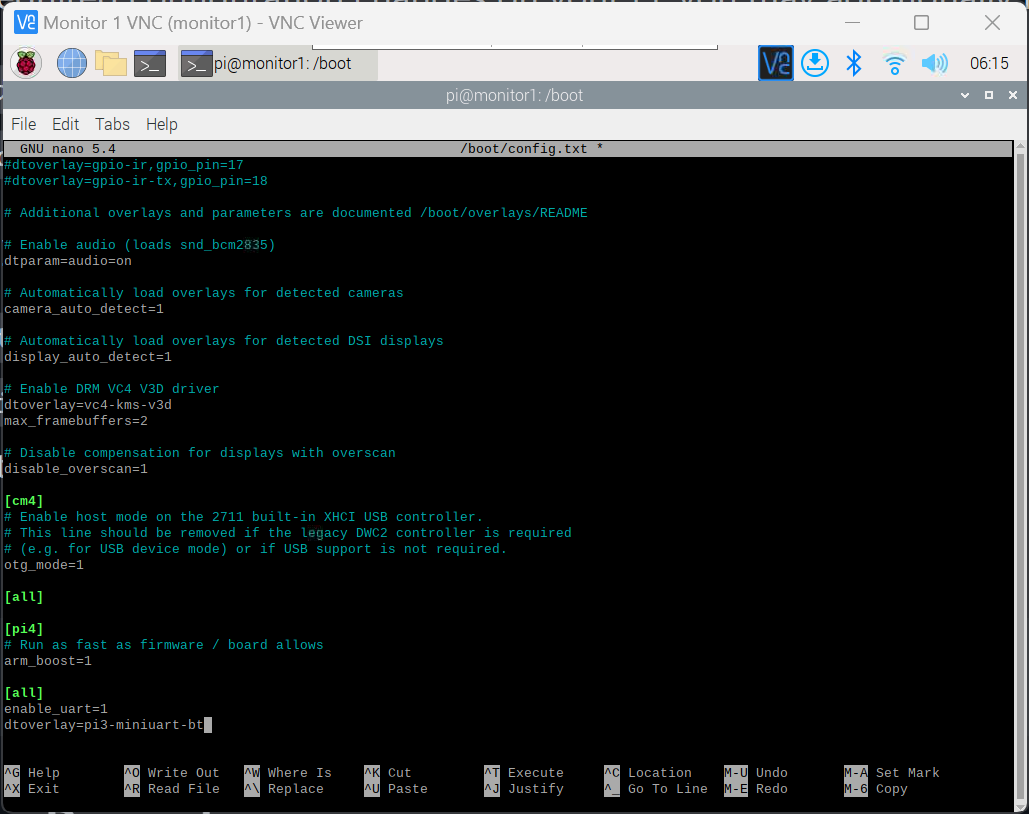 Monitor 1 VNC (monitor1) - VNC Viewer
pi@monitor1: /boot
06:15
pi@monitor1: /boot
File Edit Tabs Help
GNU nano 5.4 /boot/config.txt *
#dtoverlay=gpio-ir,gpio_pin=17
#dtoverlay=gpio-ir-tx,gpio_pin=18
# Additional overlays and parameters are documented /boot/overlays/README
# Enable audio (loads snd_bcm2835)
dtparam=audio=on
# Automatically load overlays for detected cameras
camera_auto_detect=1
# Automatically load overlays for detected DSI displays
display_auto_detect=1
# Enable DRM VC4 V3D driver
dtoverlay=vc4-kms-v3d
max_framebuffers=2
# Disable compensation for displays with overscan
disable_overscan=1
[cm4]
# Enable host mode on the 2711 built-in XHCI USB controller.
# This line should be removed if the legacy DWC2 controller is required
# (e.g. for USB device mode) or if USB support is not required.
otg_mode=1
[all]
[pi4]
# Run as fast as firmware / board allows
arm_boost=1
[all]
enable_uart=1
dtoverlay=pi3-miniuart-bt
^G Help ^O Write Out ^W Where Is ^K Cut ^T Execute ^C Location M-U Undo M-A Set Mark
^X Exit ^R Read File ^\ Replace ^U Paste ^J Justify ^_ Go To Line M-E Redo M-6 Copy